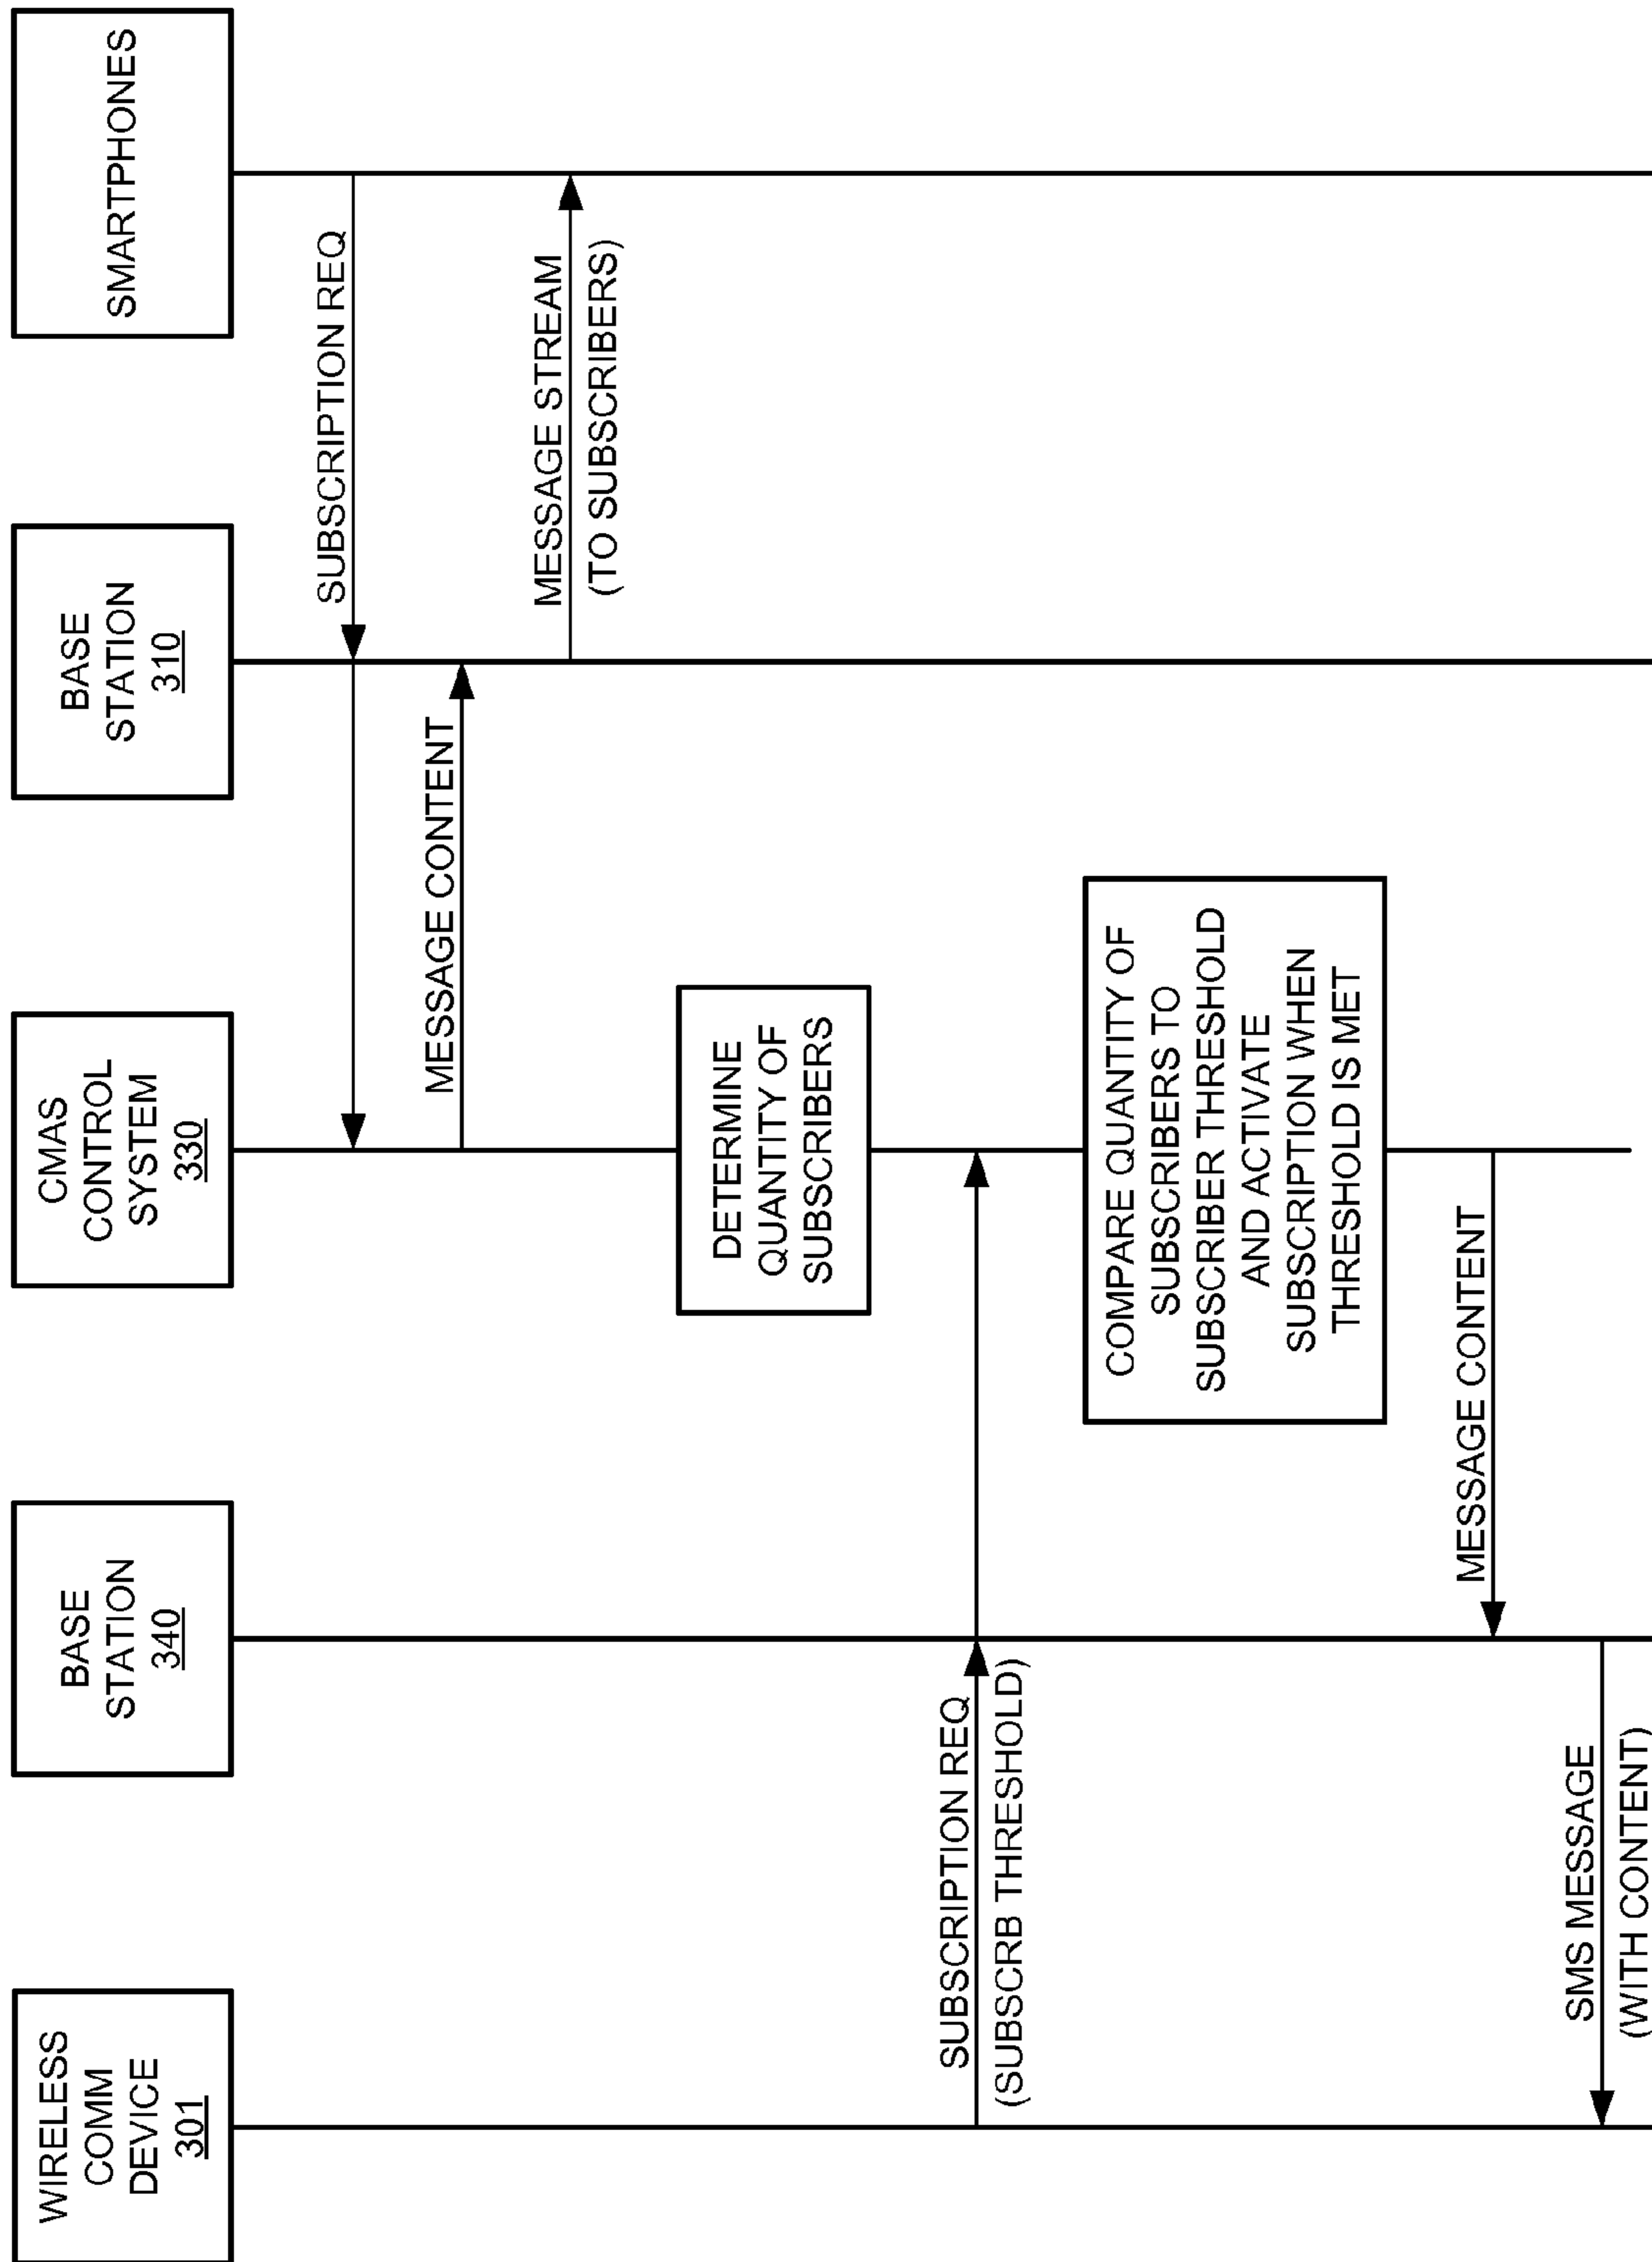 WIRELESS
COMM
DEVICE
301
BASE
STATION
340
CMAS
CONTROL
SYSTEM
330
BASE
STATION
310
SMARTPHONES
SUBSCRIPTION REQ
MESSAGE CONTENT
MESSAGE STREAM
(TO SUBSCRIBERS)
DETERMINE
QUANTITY OF
SUBSCRIBERS
SUBSCRIPTION REQ
(SUBSCRB THRESHOLD)
COMPARE QUANTITY OF
SUBSCRIBERS TO
SUBSCRIBER THRESHOLD
AND ACTIVATE
SUBSCRIPTION WHEN
THRESHOLD IS MET
MESSAGE CONTENT
SMS MESSAGE
(WITH CONTENT)